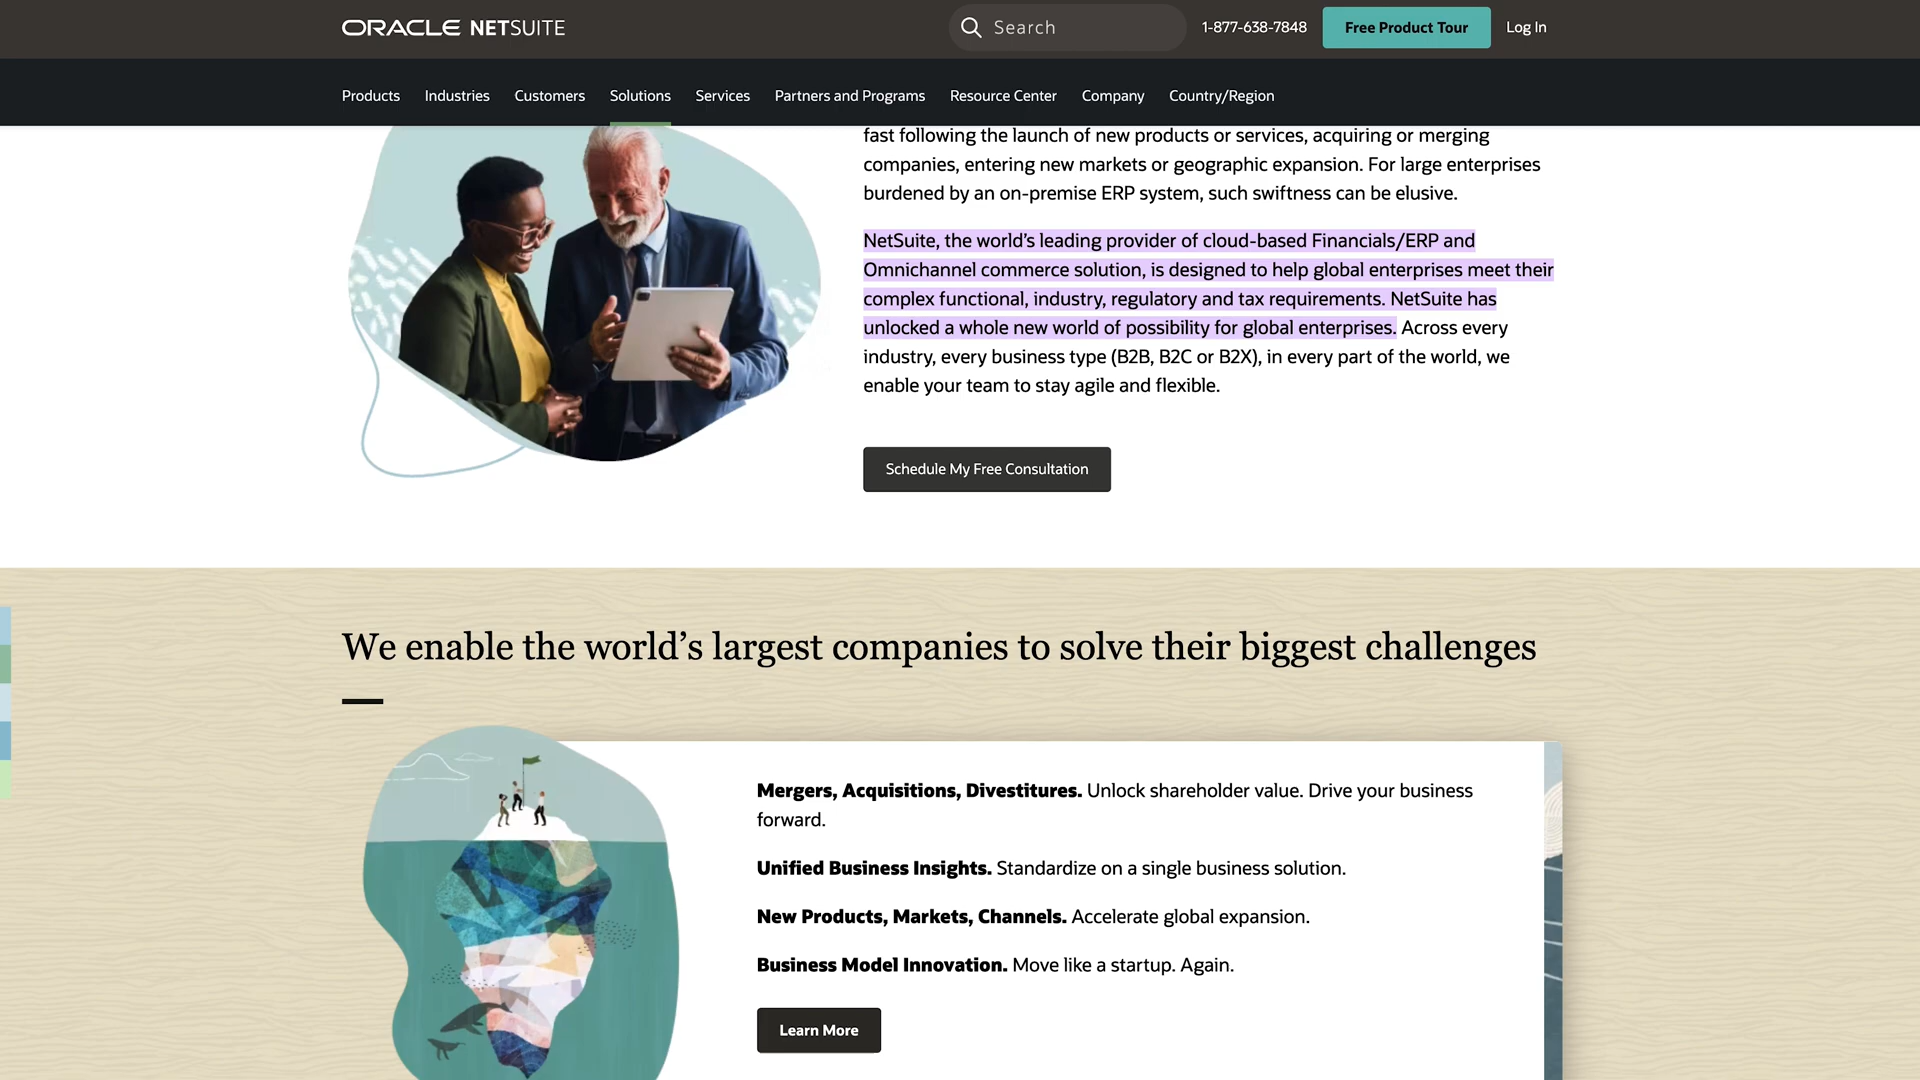 ORACLE NETSUITE
Search
1-877-638-7848
Free Product Tour
Log In
Products
Industries
Customers
Solutions
Services
Partners and Programs
Resource Center
Company
Country/Region
fast following the launch of new products or services, acquiring or merging
companies, entering new markets or geographic expansion. For large enterprises
burdened by an on-premise ERP system, such swiftness can be elusive.
NetSuite, the world’s leading provider of cloud-based Financials/ERP and
Omnichannel commerce solution, is designed to help global enterprises meet their
complex functional, industry, regulatory and tax requirements. NetSuite has
unlocked a whole new world of possibility for global enterprises. Across every
industry, every business type (B2B, B2C or B2X), in every part of the world, we
enable your team to stay agile and flexible.
Schedule My Free Consultation
We enable the world’s largest companies to solve their biggest challenges
Mergers, Acquisitions, Divestitures. Unlock shareholder value. Drive your business
forward.
Unified Business Insights. Standardize on a single business solution.
New Products, Markets, Channels. Accelerate global expansion.
Business Model Innovation. Move like a startup. Again.
Learn More